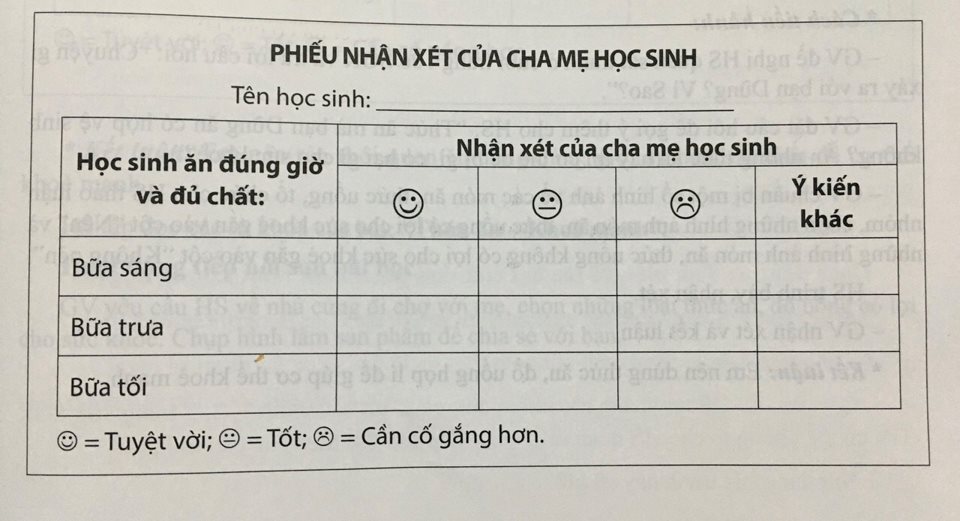 PHIẾU NHẬN XÉT CỦA CHA MẸ HỌC SINH
Tên học sinh:
Học sinh ăn đúng giờ
và đủ chất:
Nhận xét của cha mẹ học sinh
☺ 😐 ☹ Ý kiến
khác
Bữa sáng
Bữa trưa
Bữa tối
☺ = Tuyệt vời; 😐 = Tốt; ☹ = Cần cố gắng hơn.